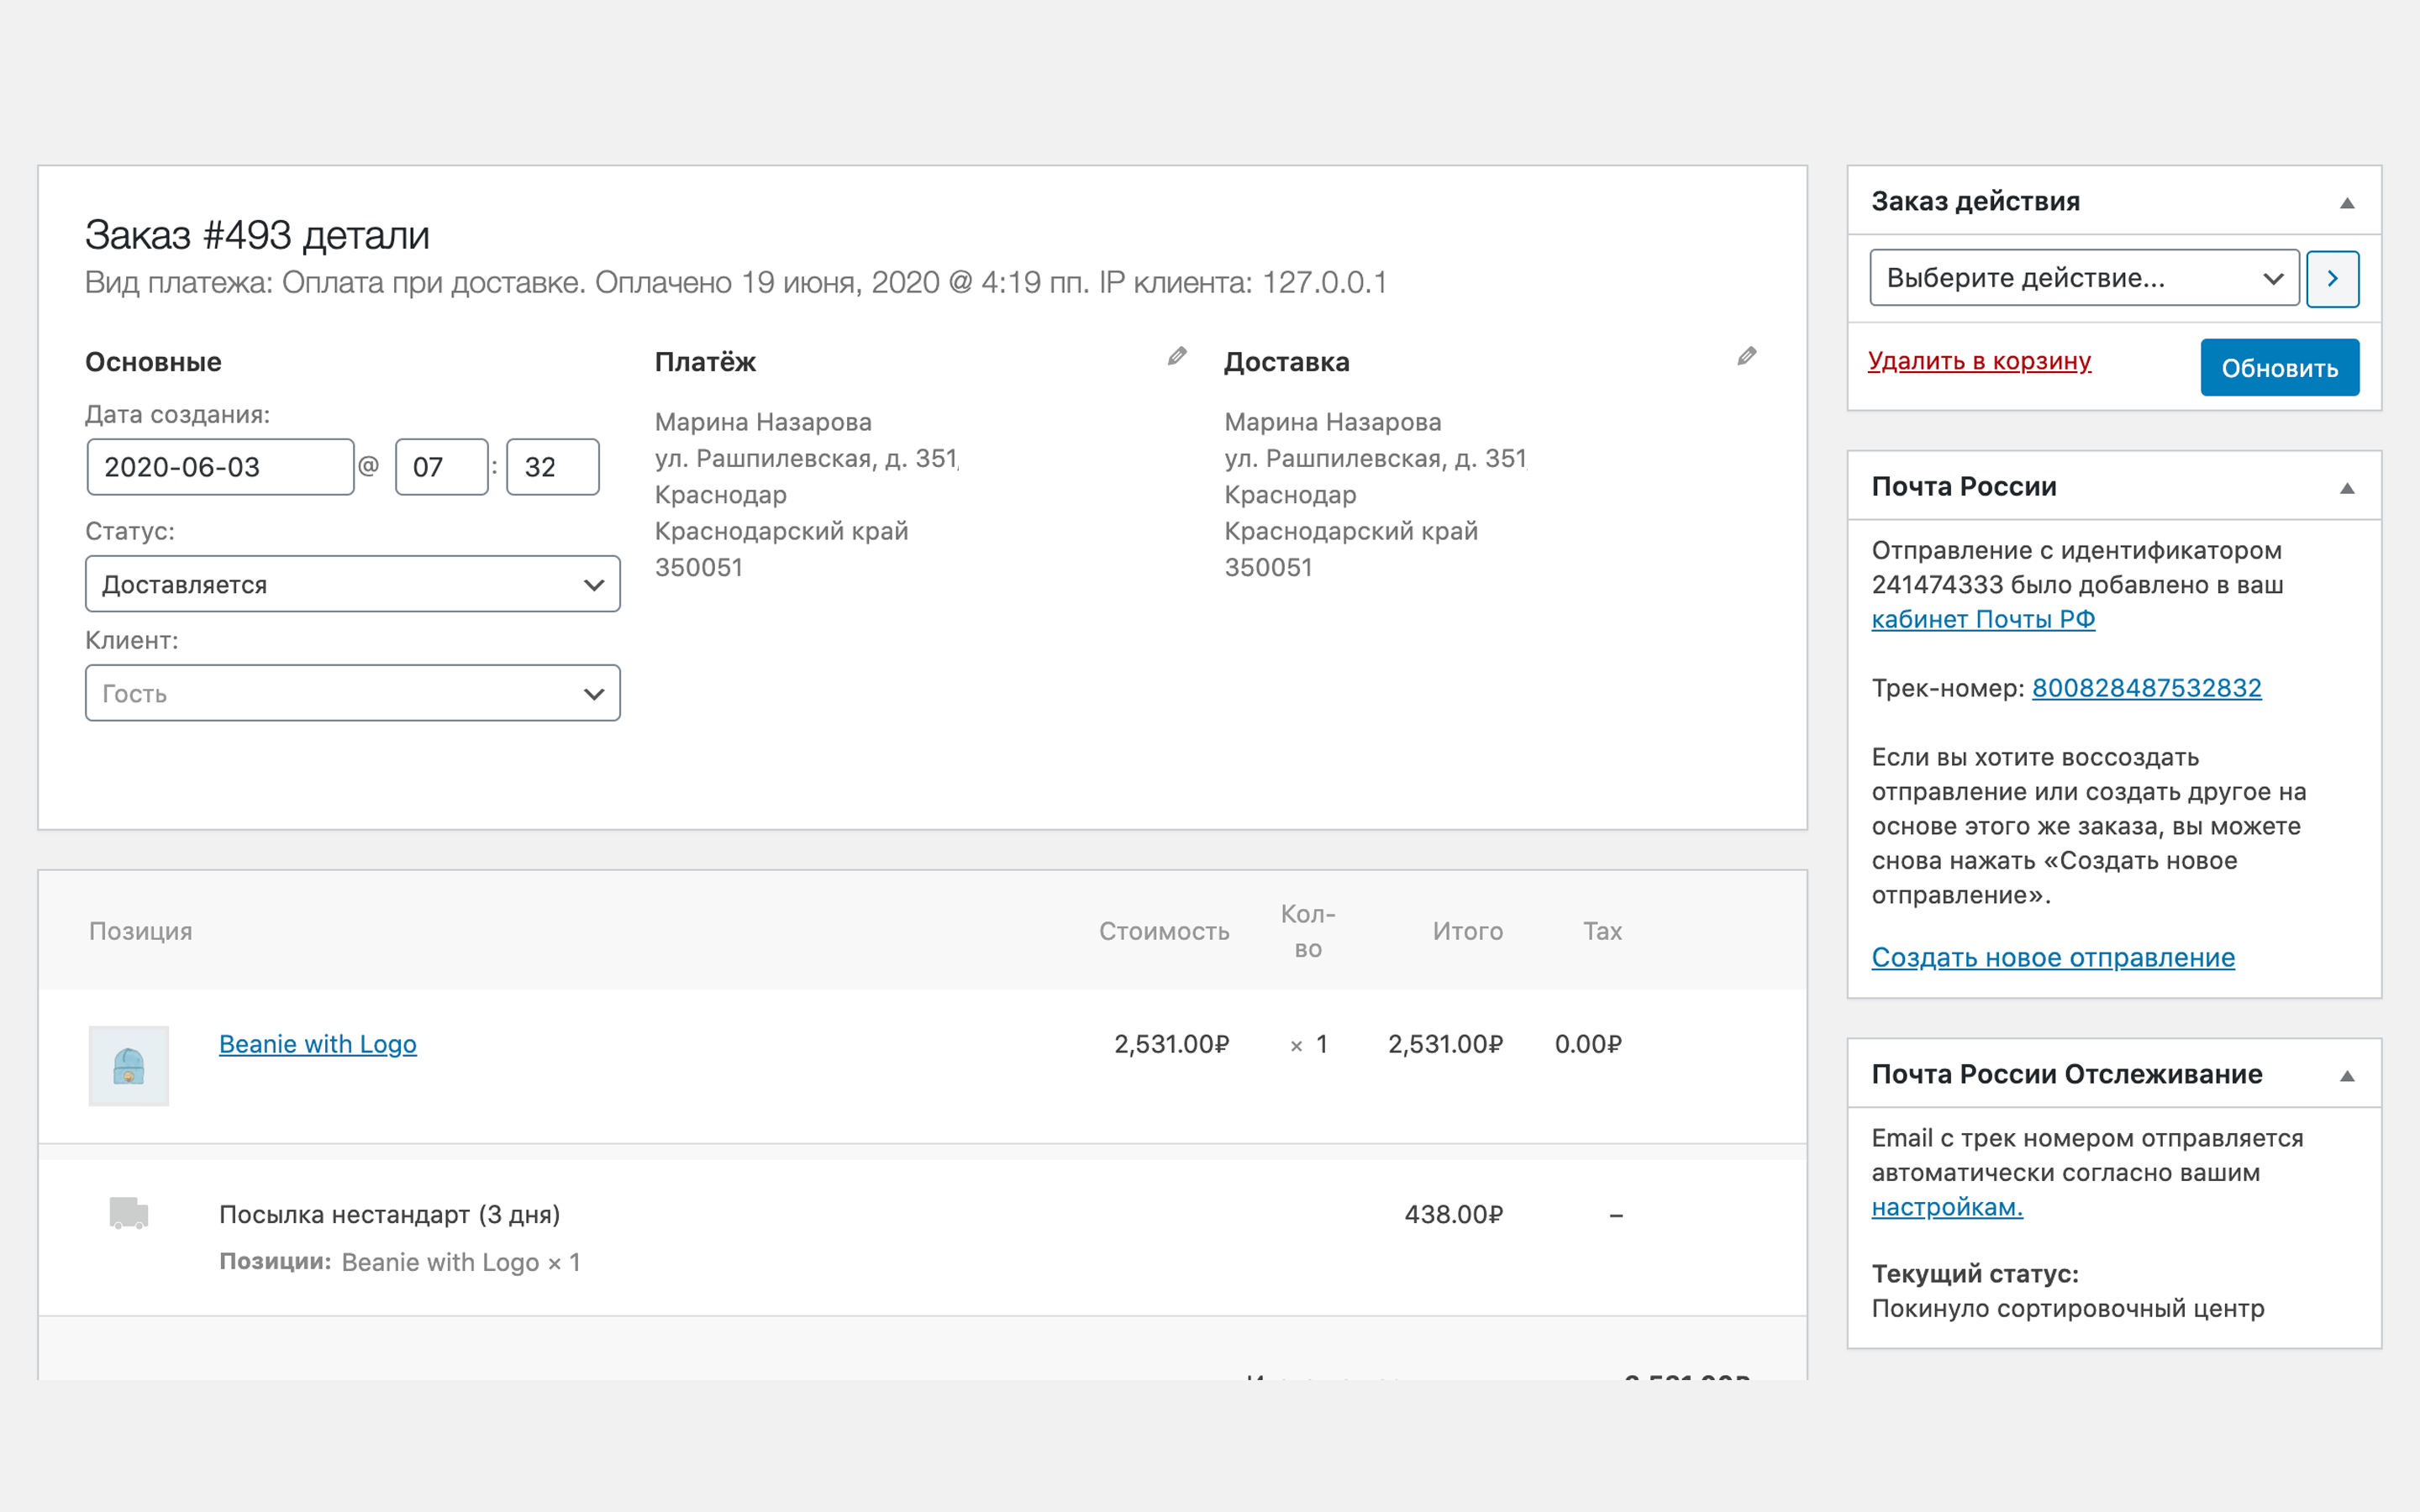 Заказ #493 детали
Вид платежа: Оплата при доставке. Оплачено 19 июня, 2020 @ 4:19 пп. IP клиента: 127.0.0.1
Основные
Дата создания:
2020-06-03 @ 07 : 32
Статус:
Доставляется
Клиент:
Гость
Платёж
Марина Назарова
ул. Рашпилевская, д. 351,
Краснодар
Краснодарский край
350051
Доставка
Марина Назарова
ул. Рашпилевская, д. 351,
Краснодар
Краснодарский край
350051
Позиция Стоимость Кол-
во Итого Tax
Beanie with Logo 2,531.00₽ × 1 2,531.00₽ 0.00₽
Посылка нестандарт (3 дня) 438.00₽ –
Позиции: Beanie with Logo × 1
Заказ действия
Выберите действие...
Удалить в корзину Обновить
Почта России
Отправление с идентификатором
241474333 было добавлено в ваш
кабинет Почты РФ
Трек-номер: 800828487532832
Если вы хотите воссоздать
отправление или создать другое на
основе этого же заказа, вы можете
снова нажать «Создать новое
отправление».
Создать новое отправление
Почта России Отслеживание
Email с трек номером отправляется
автоматически согласно вашим
настройкам.
Текущий статус:
Покинуло сортировочный центр